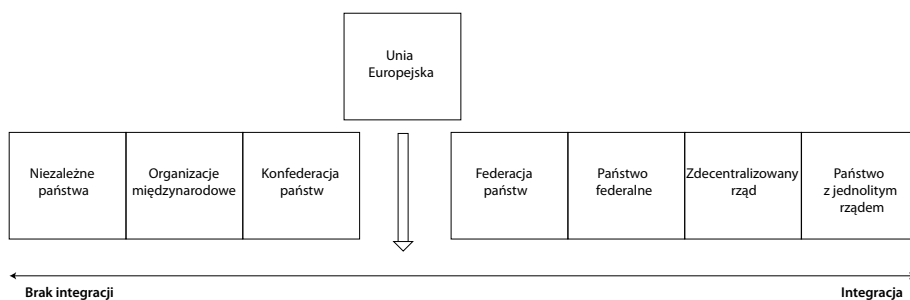 Unia
Europejska
Niezależne
państwa
Organizacje
międzynarodowe
Konfederacja
państw
Federacja
państw
Państwo
federalne
Zdecentralizowany
rząd
Państwo
z jednolitym
rządem
Brak integracji
Integracja